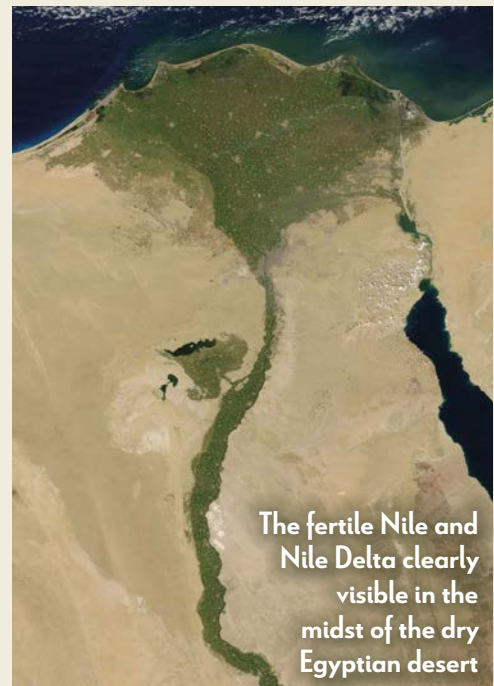 The fertile Nile and
Nile Delta clearly
visible in the
midst of the dry
Egyptian desert